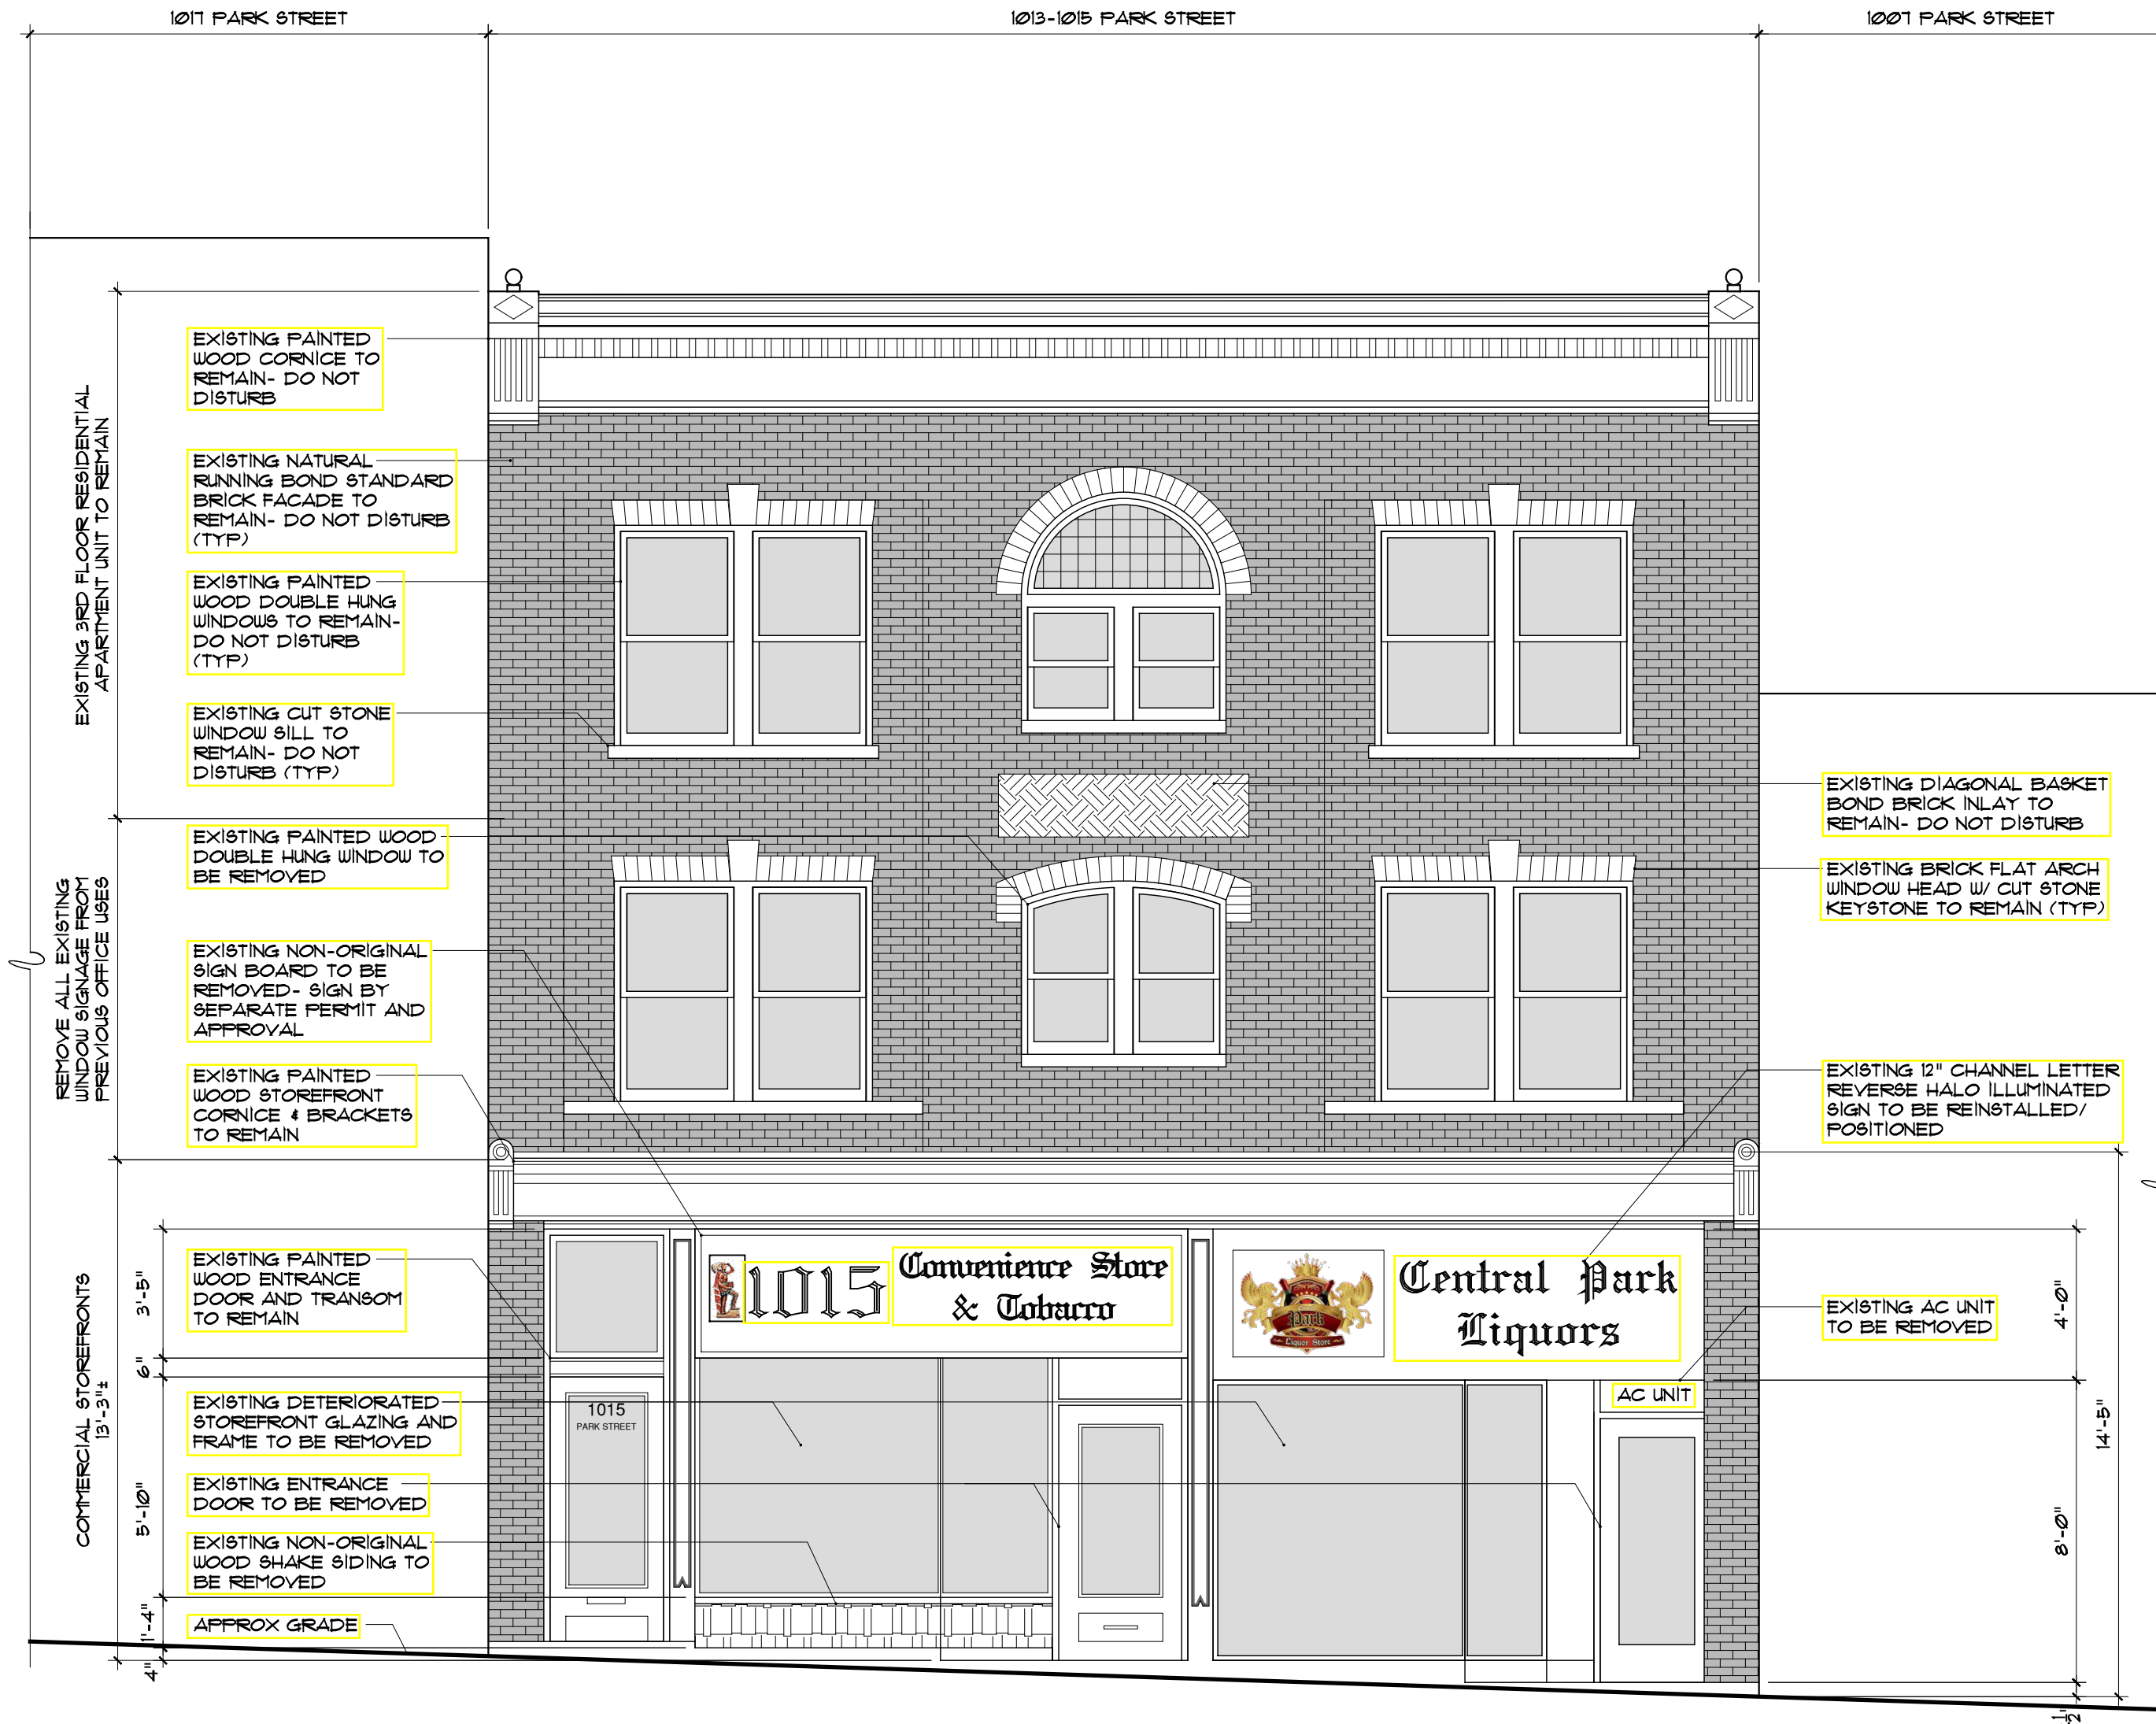 1017 PARK STREET
1013-1015 PARK STREET
1007 PARK STREET
EXISTING PAINTED
WOOD CORNICE TO
REMAIN- DO NOT
DISTURB
EXISTING NATURAL
RUNNING BOND STANDARD
BRICK FACADE TO
REMAIN- DO NOT DISTURB
(TYP)
EXISTING PAINTED
WOOD DOUBLE HUNG
WINDOWS TO REMAIN-
DO NOT DISTURB
(TYP)
EXISTING CUT STONE
WINDOW SILL TO
REMAIN- DO NOT
DISTURB (TYP)
EXISTING 3RD FLOOR RESIDENTIAL
APARTMENT UNIT TO REMAIN
EXISTING PAINTED WOOD
DOUBLE HUNG WINDOW TO
BE REMOVED
EXISTING NON-ORIGINAL
SIGN BOARD TO BE
REMOVED- SIGN BY
SEPARATE PERMIT AND
APPROVAL
REMOVE ALL EXISTING
WINDOW SIGNAGE FROM
PREVIOUS OFFICE USES
EXISTING PAINTED
WOOD STOREFRONT
CORNICE & BRACKETS
TO REMAIN
EXISTING PAINTED
WOOD ENTRANCE
DOOR AND TRANSOM
TO REMAIN
EXISTING DETERIORATED
STOREFRONT GLAZING AND
FRAME TO BE REMOVED
EXISTING ENTRANCE
DOOR TO BE REMOVED
EXISTING NON-ORIGINAL
WOOD SHAKE SIDING TO
BE REMOVED
APPROX GRADE
COMMERCIAL STOREFRONTS
13'-3"±
3'-5"
6"
5'-10"
1'-4"
4"
1015
Convenience Store
& Tobacco
Park
Liquor Store
Central Park
Liquors
1015
PARK STREET
AC UNIT
EXISTING DIAGONAL BASKET
BOND BRICK INLAY TO
REMAIN- DO NOT DISTURB
EXISTING BRICK FLAT ARCH
WINDOW HEAD W/ CUT STONE
KEYSTONE TO REMAIN (TYP)
EXISTING 12" CHANNEL LETTER
REVERSE HALO ILLUMINATED
SIGN TO BE REINSTALLED/
POSITIONED
EXISTING AC UNIT
TO BE REMOVED
4'-0"
14'-5"
8'-0"